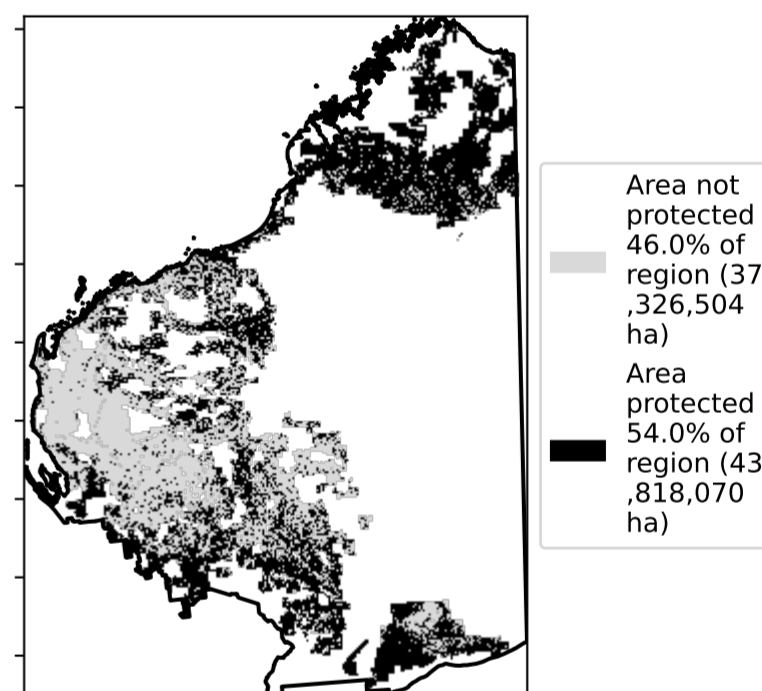 Area not
protected
46.0% of
region (37
,326,504
ha)
Area
protected
54.0% of
region (43
,818,070
ha)